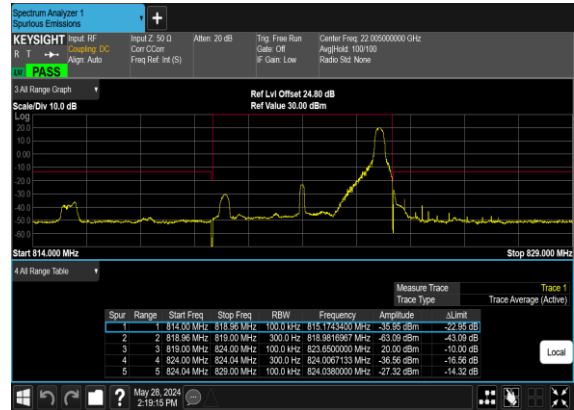 Spectrum Analyzer 1
Spurious Emissions
KEYSIGHT Input: RF Input Z: 50 Ω Atten: 20 dB Trig: Free Run Center Freq: 22.005000000 GHz
R T Coupling: DC Corr CCorr Gate: Off Avg|Hold: 100/100
Align: Auto Freq Ref: Int (S) IF Gain: Low Radio Std: None
PASS
3 All Range Graph
Ref Lvl Offset 24.80 dB
Scale/Div 10.0 dB Ref Value 30.00 dBm
Log
20.0
10.0
0.00
-10.0
-20.0
-30.0
-40.0
-50.0
-60.0
Start 814.000 MHz Stop 829.000 MHz
4 All Range Table
Measure Trace Trace 1
Trace Type Trace Average (Active)
Spur Range Start Freq Stop Freq RBW Frequency Amplitude ΔLimit
1 1 814.00 MHz 818.96 MHz 100.0 kHz 815.1743400 MHz -35.95 dBm -22.95 dB
2 2 818.96 MHz 819.00 MHz 300.0 Hz 818.9816967 MHz -63.09 dBm -43.09 dB
3 3 819.00 MHz 824.00 MHz 100.0 kHz 823.6500000 MHz 20.00 dBm -10.00 dB
4 4 824.00 MHz 824.04 MHz 300.0 Hz 824.0067133 MHz -36.56 dBm -16.56 dB
5 5 824.04 MHz 829.00 MHz 100.0 kHz 824.0380000 MHz -27.32 dBm -14.32 dB
Local
May 28, 2024
2:19:15 PM